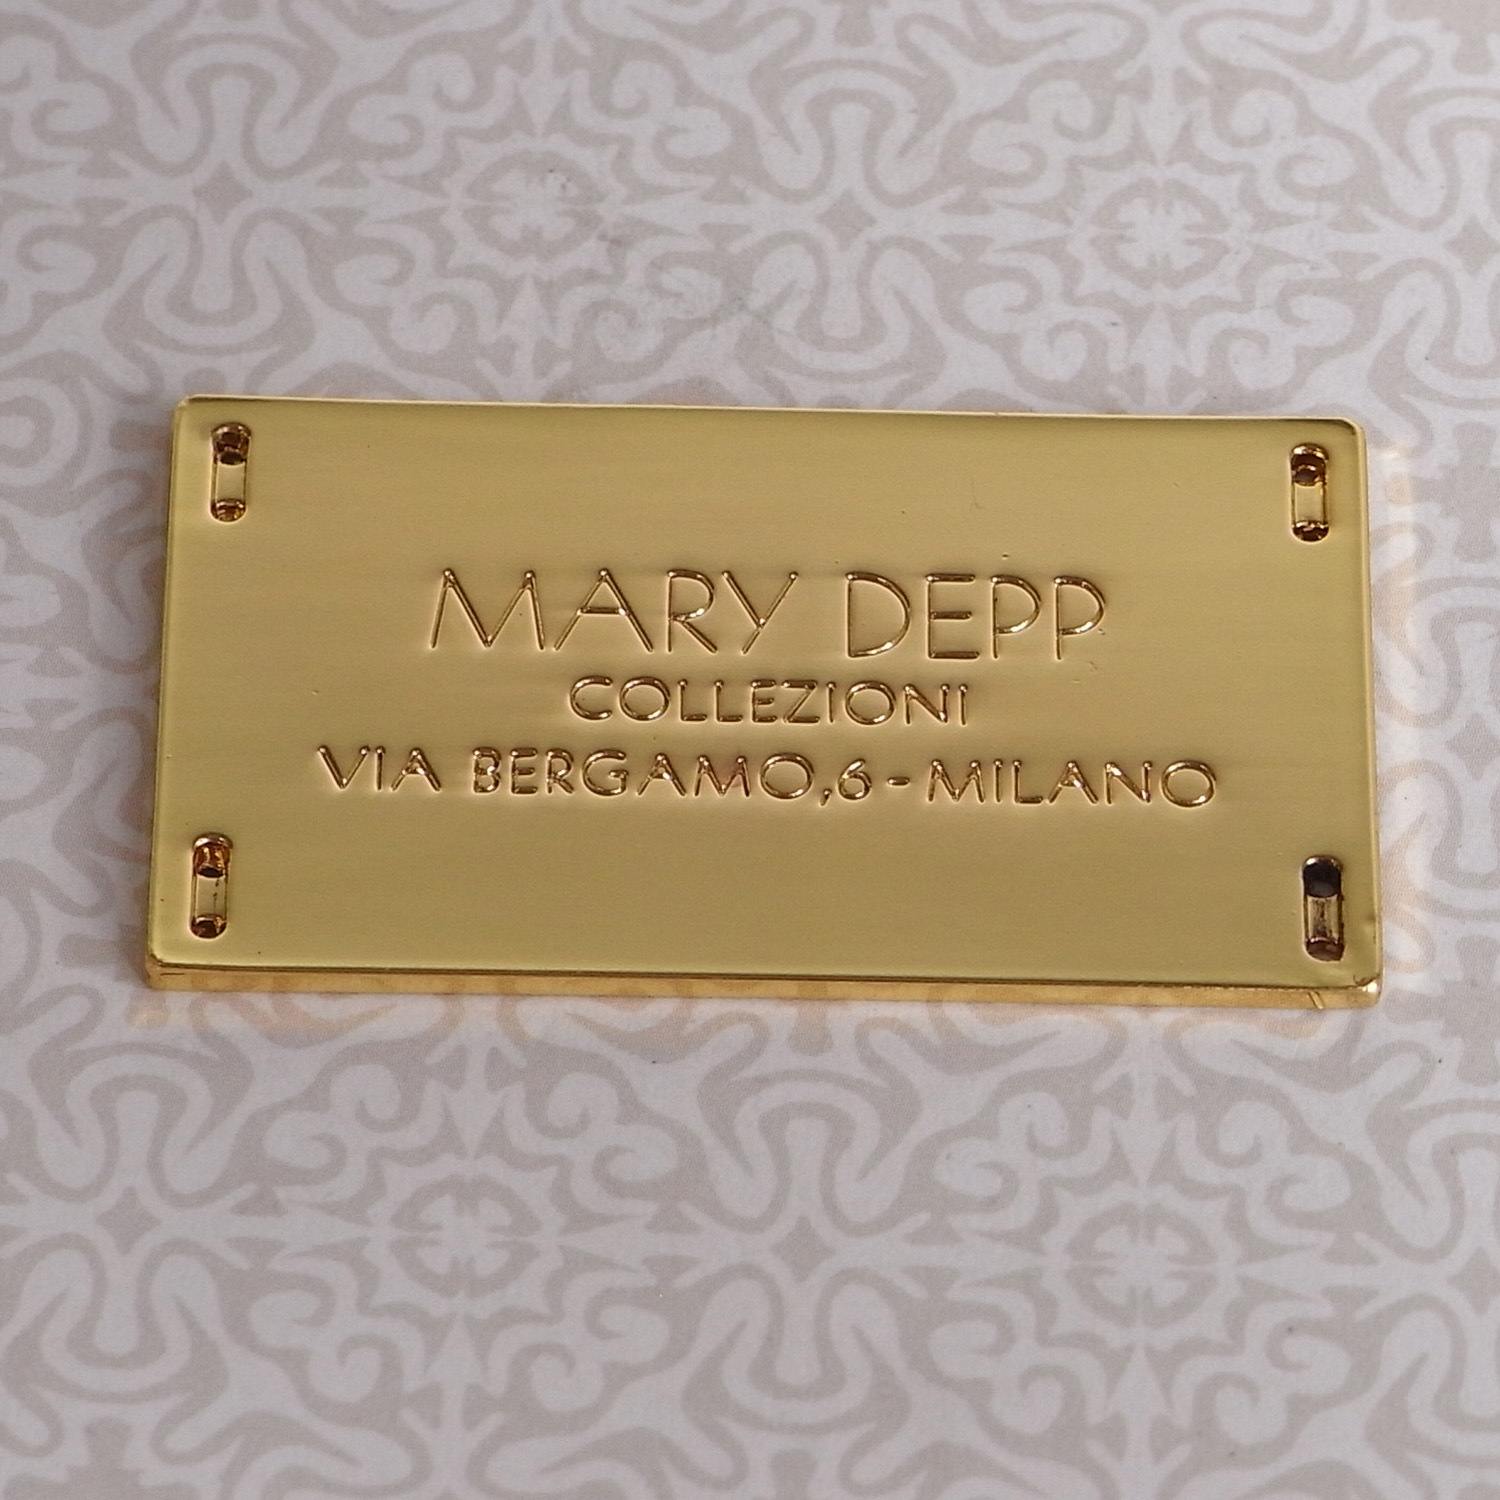 MARY DEPP
COLLEZIONI
VIA BERGAMO,6-MILANO